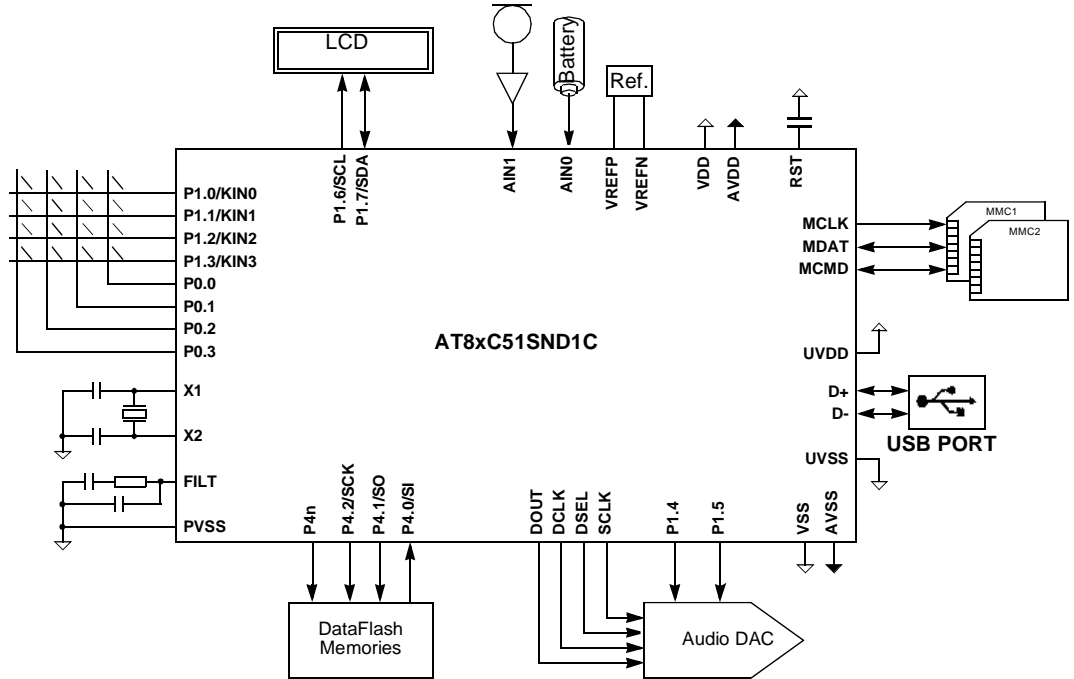 LCD
Battery
Ref.
P1.6/SCL
P1.7/SDA
AIN1
AIN0
VREFP
VREFN
VDD
AVDD
RST
P1.0/KIN0
P1.1/KIN1
P1.2/KIN2
P1.3/KIN3
P0.0
P0.1
P0.2
P0.3
X1
X2
FILT
PVSS
AT8xC51SND1C
MCLK
MDAT
MCMD
MMC1
MMC2
UVDD
D+
D-
USB PORT
UVSS
P4n
P4.2/SCK
P4.1/SO
P4.0/SI
DOUT
DCLK
DSEL
SCLK
P1.4
P1.5
VSS
AVSS
DataFlash
Memories
Audio DAC